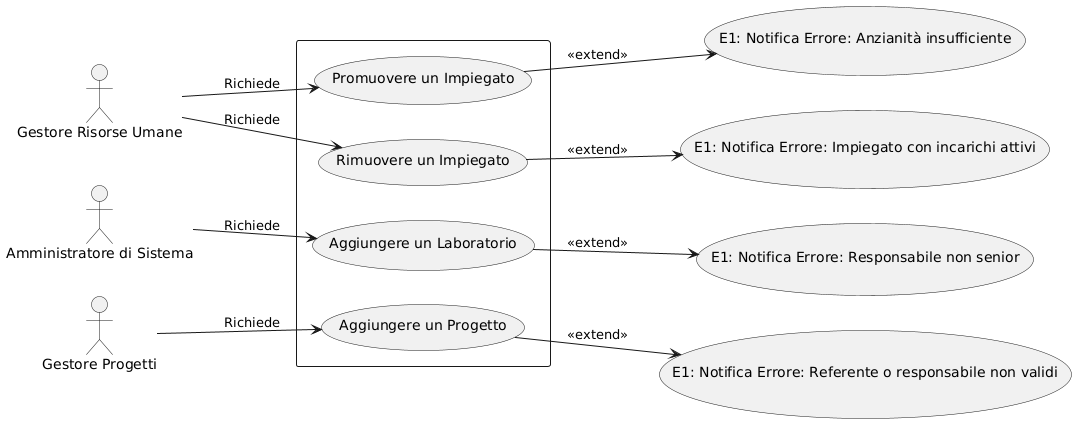 Gestore Risorse Umane
Richiede
Promuovere un Impiegato
«extend»
E1: Notifica Errore: Anzianità insufficiente
Richiede
Rimuovere un Impiegato
«extend»
E1: Notifica Errore: Impiegato con incarichi attivi
Amministratore di Sistema
Richiede
Aggiungere un Laboratorio
«extend»
E1: Notifica Errore: Responsabile non senior
Gestore Progetti
Richiede
Aggiungere un Progetto
«extend»
E1: Notifica Errore: Referente o responsabile non validi